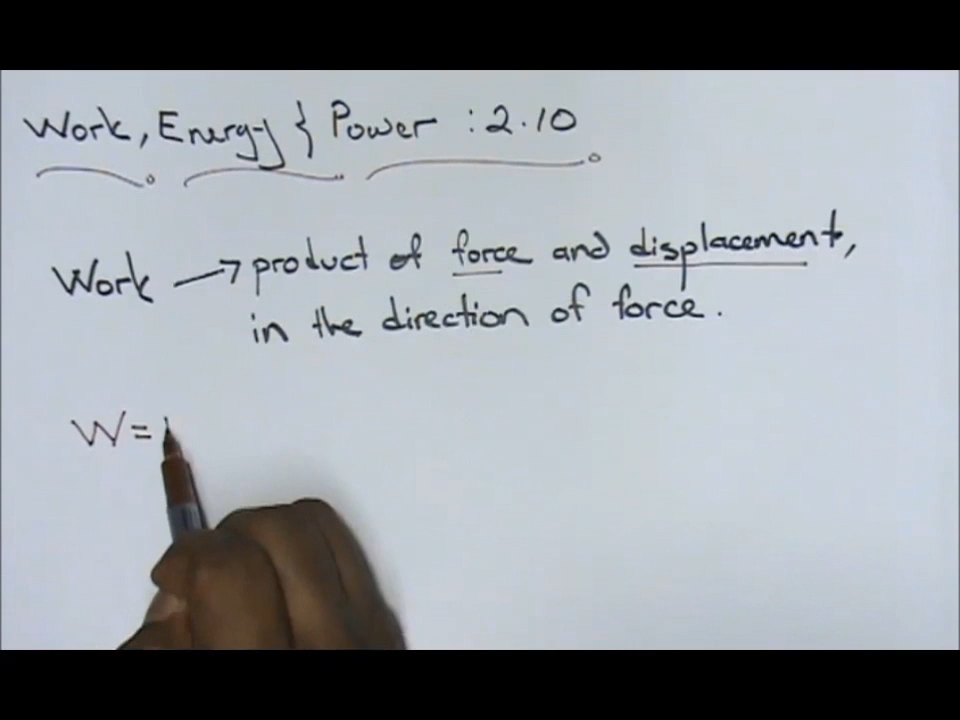 Work, Energy } Power : 2.10
Work → product of force and displacement,
in the direction of force.
W =